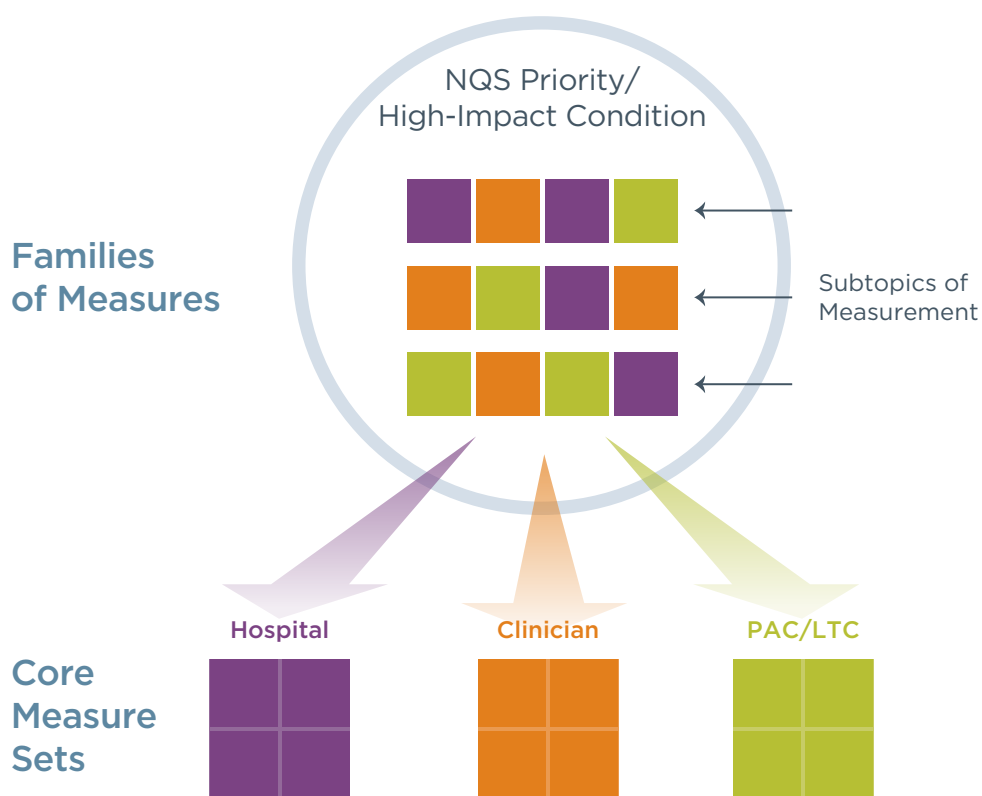 NQS Priority/
High-Impact Condition
Families
of Measures
Subtopics of
Measurement
Hospital
Clinician
PAC/LTC
Core
Measure
Sets